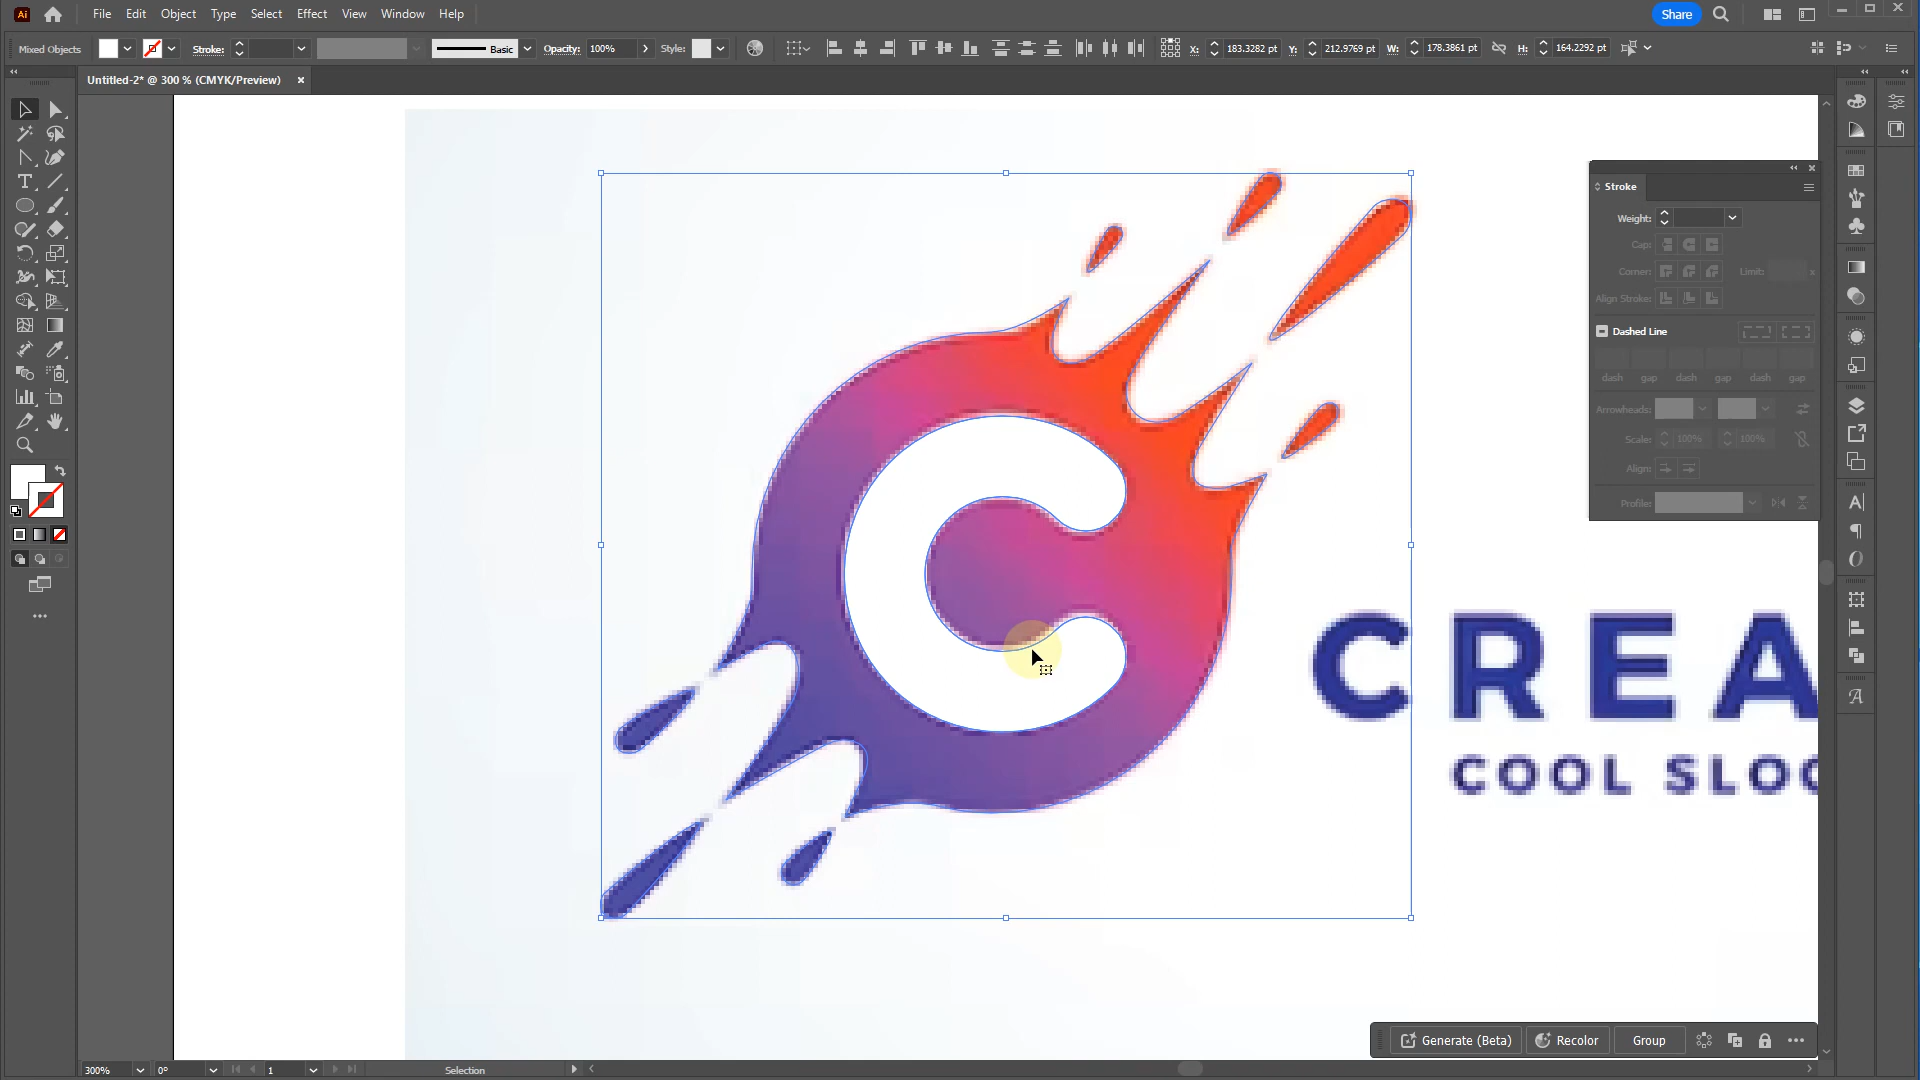 Ai File Edit Object Type Select Effect View Window Help Share
Mixed Objects Stroke: Basic Opacity: 100% Style: X: 183.3282 pt Y: 212.9769 pt W: 178.3861 pt H: 164.2292 pt
Untitled-2* @ 300 % (CMYK/Preview) ×
Stroke
Weight:
Cap:
Corner: Limit: x
Align Stroke:
Dashed Line
dash gap dash gap dash gap
Arrowheads:
Scale: 100% 100%
Align:
Profile:
C
CREA
COOL SLOG
Generate (Beta) Recolor Group
300% 0° 1 Selection